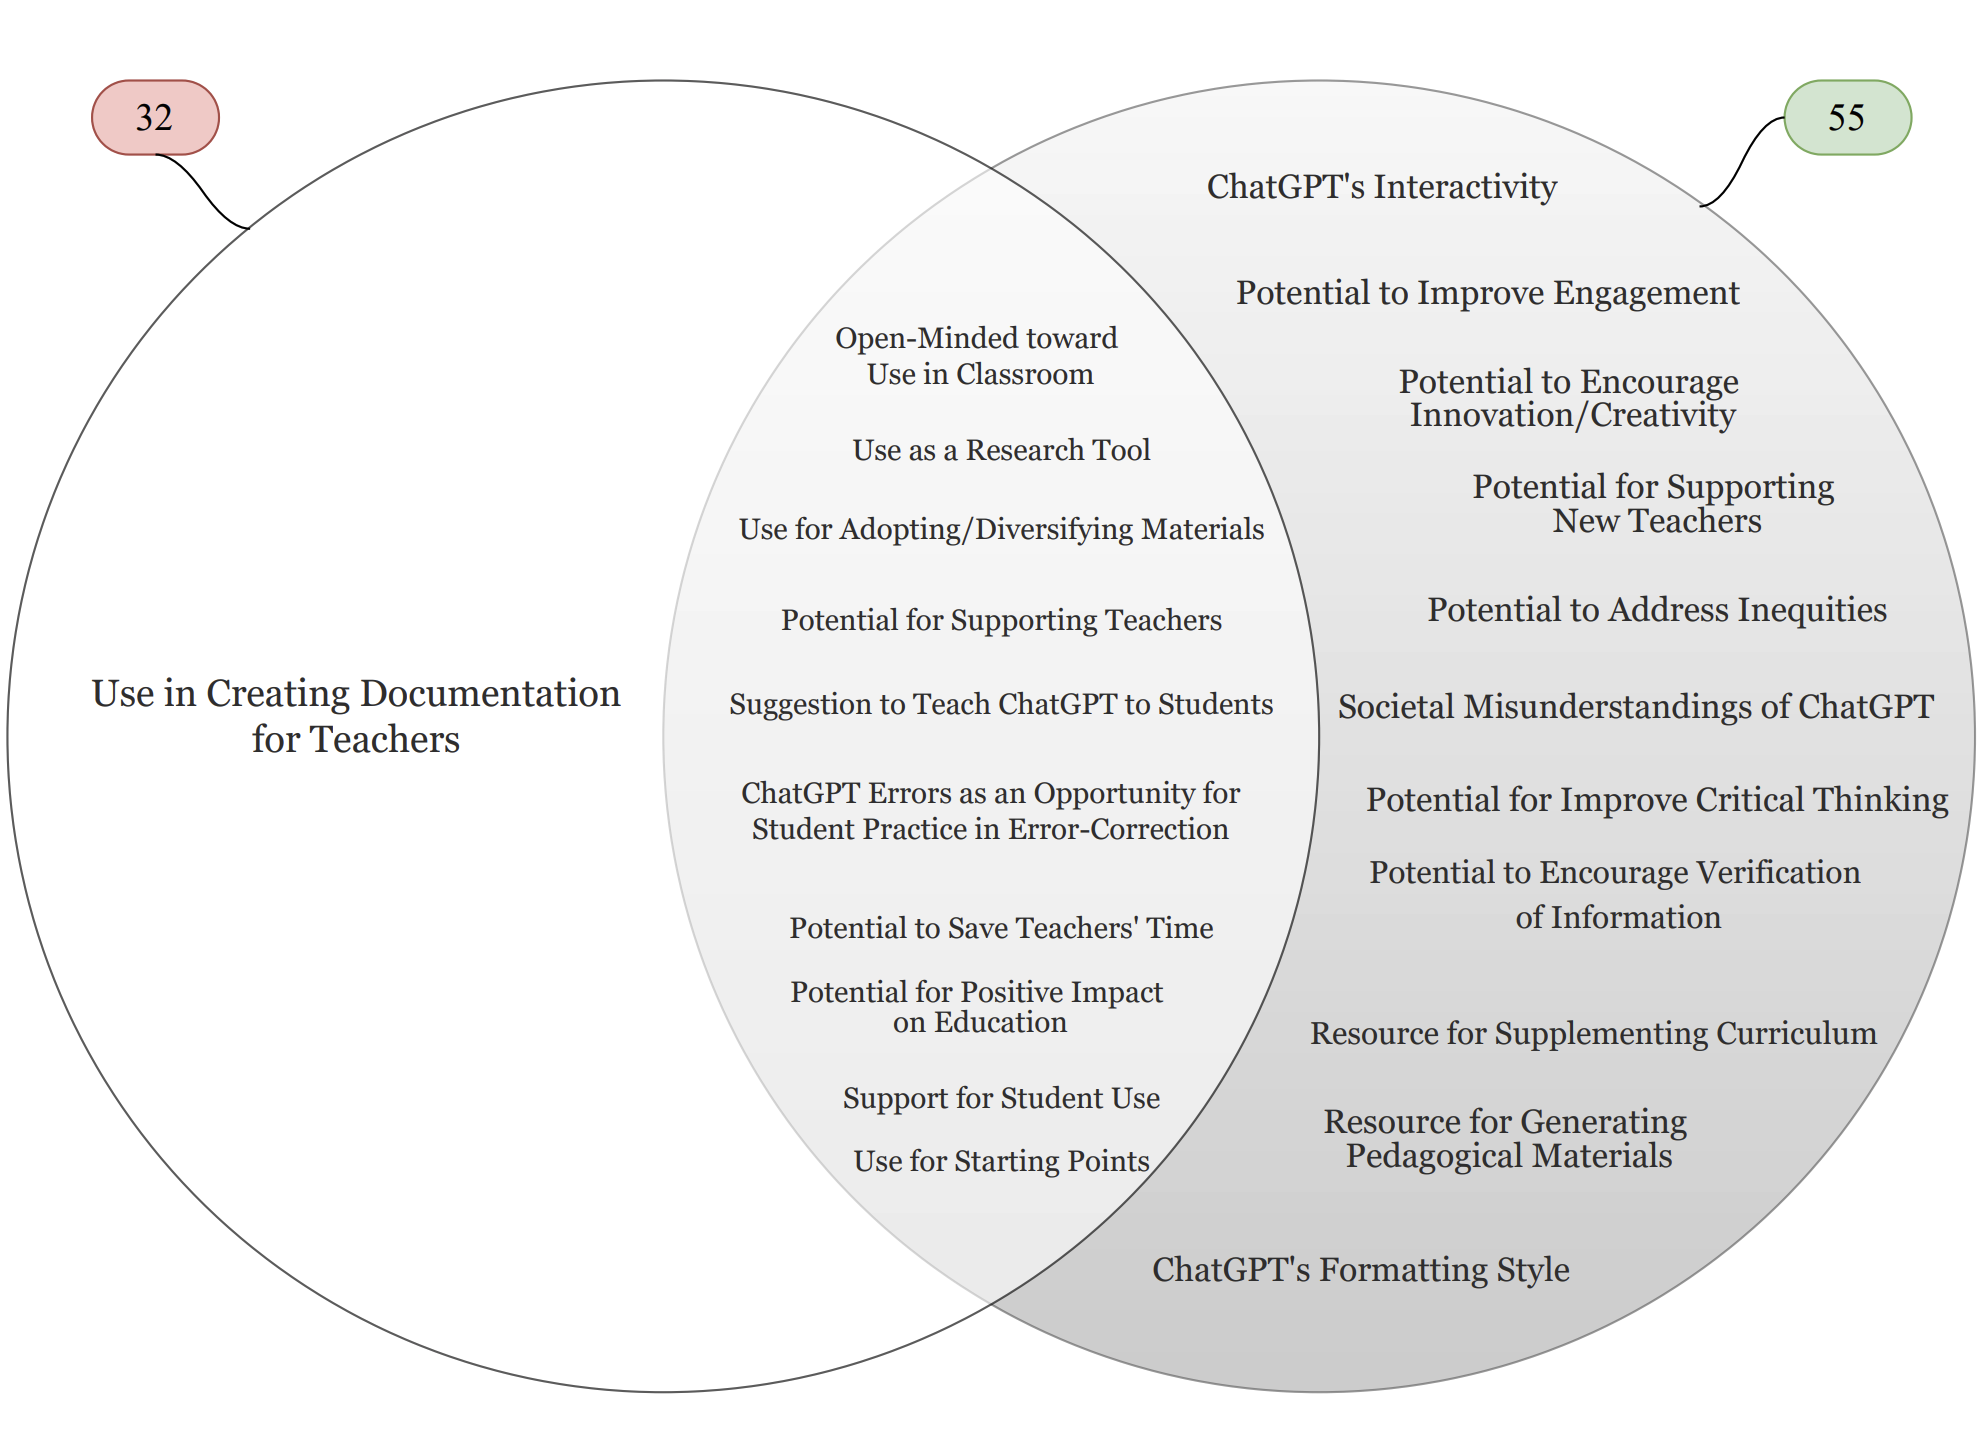 32
55
Use in Creating Documentation
for Teachers
Open-Minded toward
Use in Classroom
Use as a Research Tool
Use for Adopting/Diversifying Materials
Potential for Supporting Teachers
Suggestion to Teach ChatGPT to Students
ChatGPT Errors as an Opportunity for
Student Practice in Error-Correction
Potential to Save Teachers' Time
Potential for Positive Impact
on Education
Support for Student Use
Use for Starting Points
ChatGPT's Interactivity
Potential to Improve Engagement
Potential to Encourage
Innovation/Creativity
Potential for Supporting
New Teachers
Potential to Address Inequities
Societal Misunderstandings of ChatGPT
Potential for Improve Critical Thinking
Potential to Encourage Verification
of Information
Resource for Supplementing Curriculum
Resource for Generating
Pedagogical Materials
ChatGPT's Formatting Style